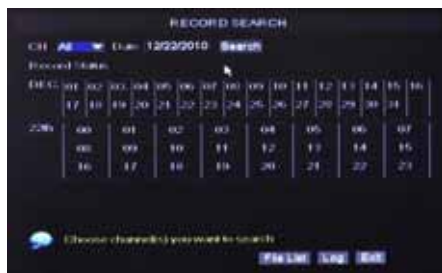 RECORD SEARCH
CH All Date 12/22/2010 Search
Record Status
DEC 01 02 03 04 05 06 07 08 09 10 11 12 13 14 15 16
17 18 19 20 21 22 23 24 25 26 27 28 29 30 31
22th 00 01 02 03 04 05 06 07
08 09 10 11 12 13 14 15
16 17 18 19 20 21 22 23
Choose channel(s) you want to search
File List Log Exit